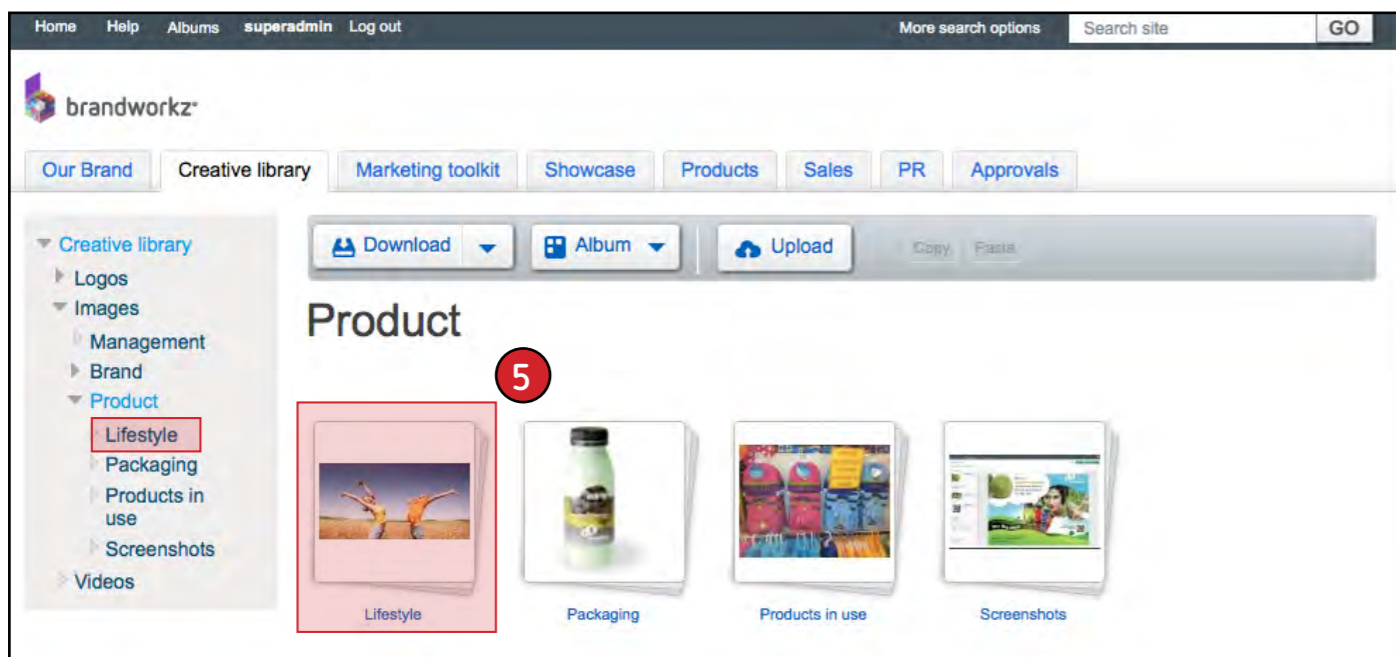 Home Help Albums superadmin Log out More search options Search site GO
brandworkz
Our Brand Creative library Marketing toolkit Showcase Products Sales PR Approvals
Creative library
Logos
Images
Management
Brand
Product
Lifestyle
Packaging
Products in
use
Screenshots
Videos
Download Album Upload Copy Paste
Product
5
Lifestyle Packaging Products in use Screenshots